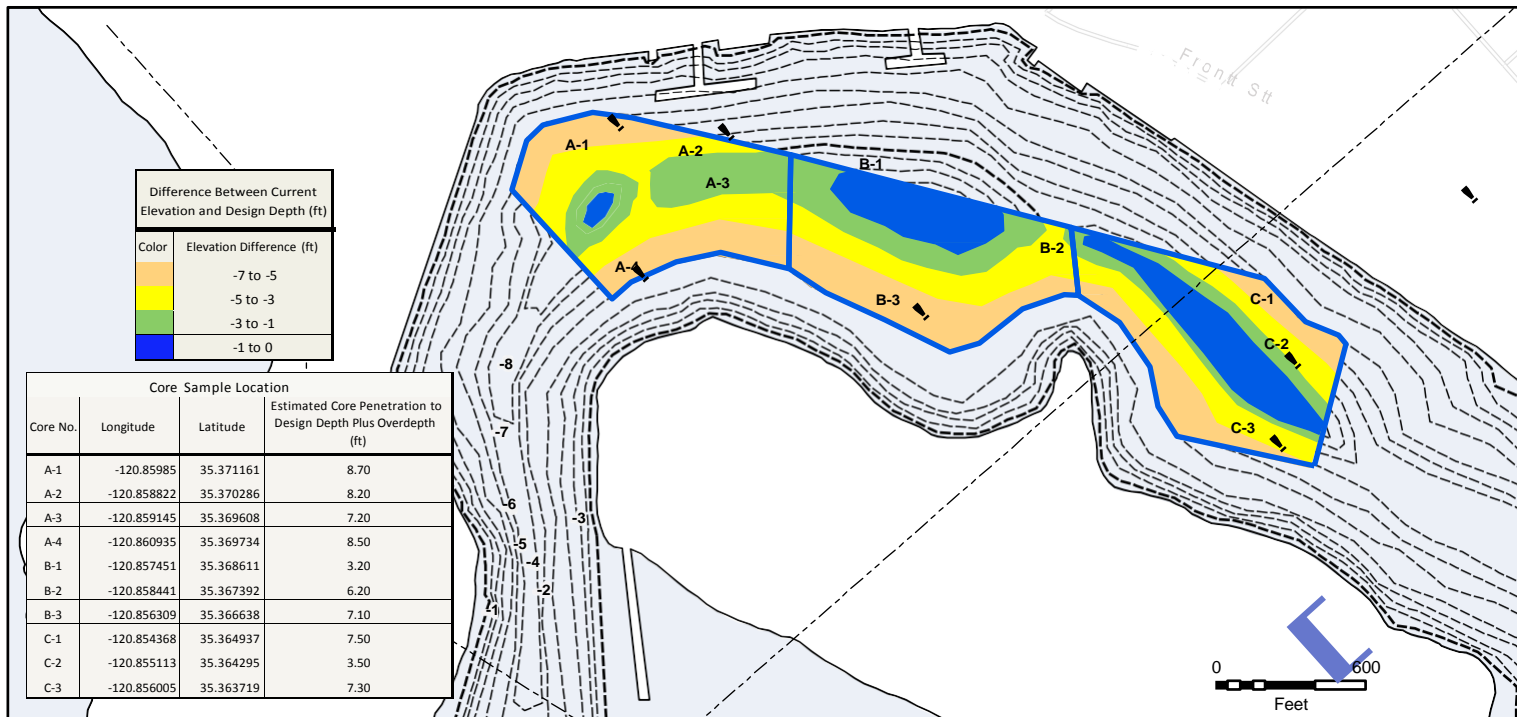 Frontt Stt
A-1
A-2
B-1
A-3
Difference Between Current
Elevation and Design Depth (ft)
Color Elevation Difference (ft)
-7 to -5
-5 to -3
-3 to -1
-1 to 0
B-2
A-4
B-3
C-1
C-2
C-3
-8
-7
-6
-5
-4
-3
-2
-1
Core Sample Location
Core No. Longitude Latitude Estimated Core Penetration to
Design Depth Plus Overdepth
(ft)
A-1 -120.85985 35.371161 8.70
A-2 -120.858822 35.370286 8.20
A-3 -120.859145 35.369608 7.20
A-4 -120.860935 35.369734 8.50
B-1 -120.857451 35.368611 3.20
B-2 -120.858441 35.367392 6.20
B-3 -120.856309 35.366638 7.10
C-1 -120.854368 35.364937 7.50
C-2 -120.855113 35.364295 3.50
C-3 -120.856005 35.363719 7.30
0 600
Feet